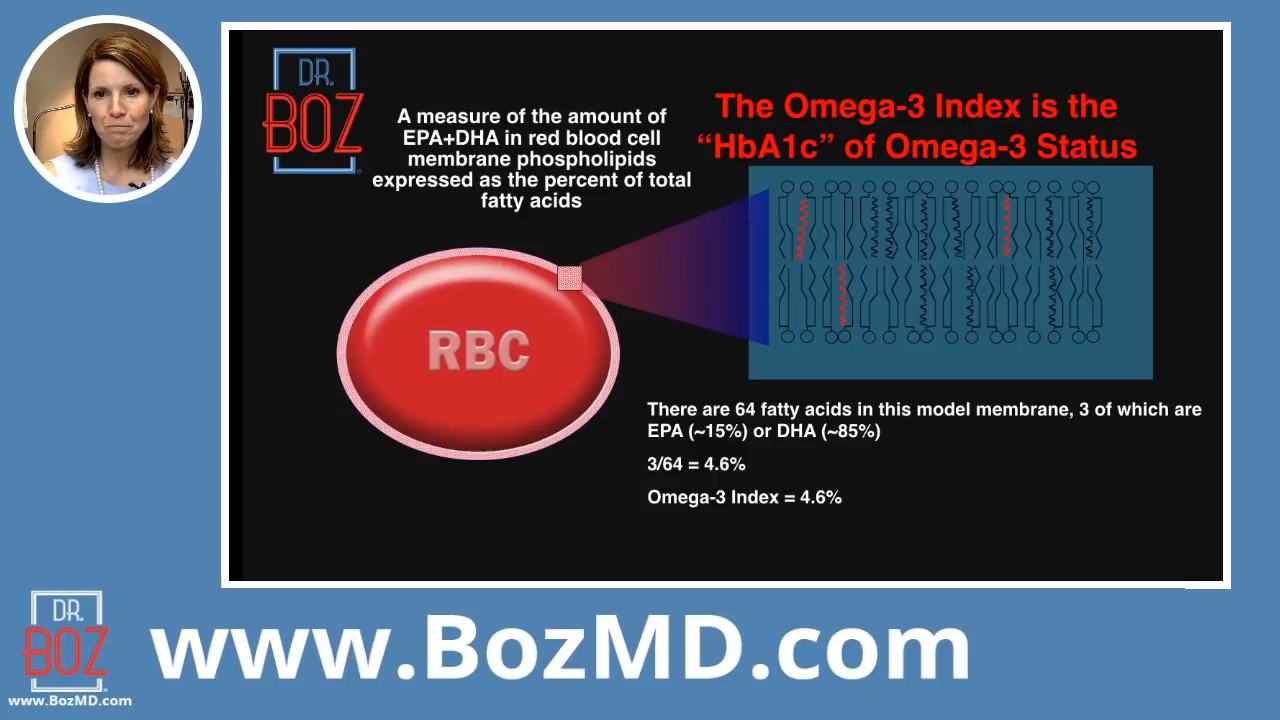 DR.
BOZ
A measure of the amount of
EPA+DHA in red blood cell
membrane phospholipids
expressed as the percent of total
fatty acids
The Omega-3 Index is the
“HbA1c” of Omega-3 Status
RBC
There are 64 fatty acids in this model membrane, 3 of which are
EPA (~15%) or DHA (~85%)
3/64 = 4.6%
Omega-3 Index = 4.6%
DR.
BOZ
www.BozMD.com
www.BozMD.com